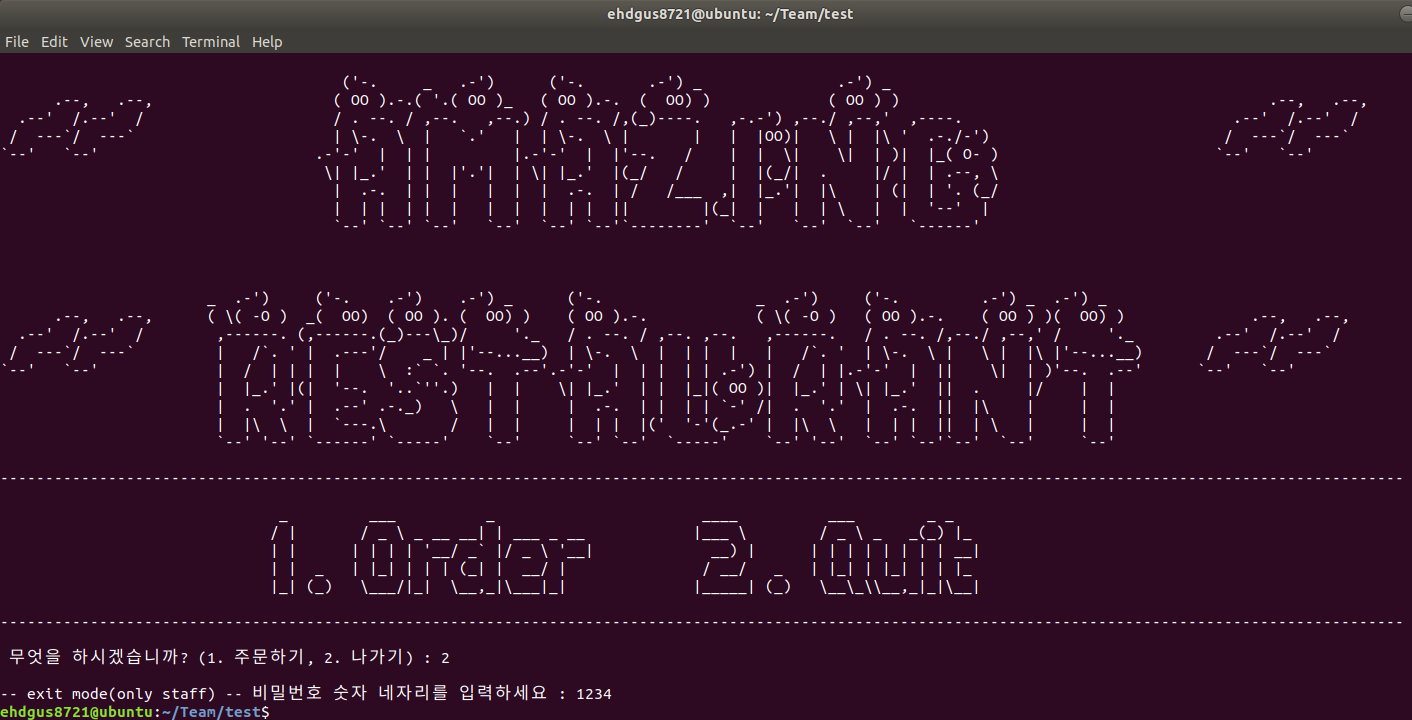 ehdgus8721@ubuntu: ~/Team/test
File Edit View Search Terminal Help
AMAZING
RESTAURANT
1. Order 2. Quit
무엇을 하시겠습니까? (1. 주문하기, 2. 나가기) : 2
-- exit mode(only staff) -- 비밀번호 숫자 네자리를 입력하세요 : 1234
ehdgus8721@ubuntu:~/Team/test$